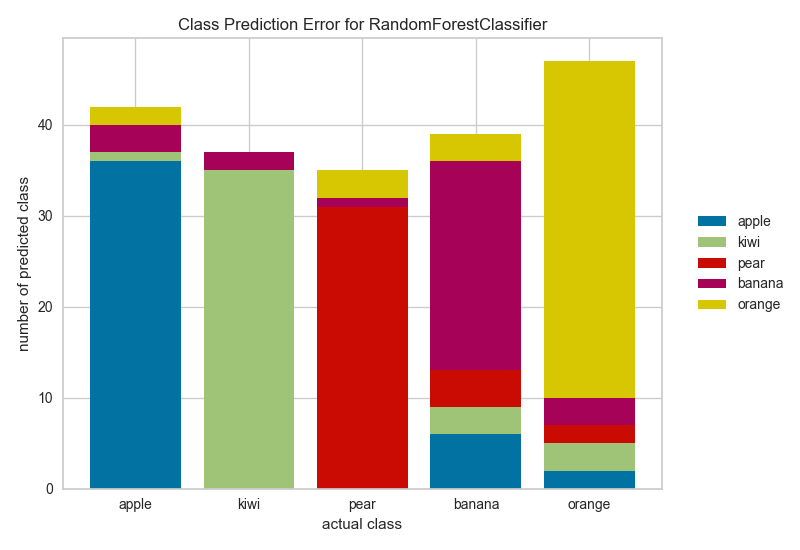 Class Prediction Error for RandomForestClassifier
number of predicted class
40
30
20
10
0
apple kiwi pear banana orange
actual class
apple
kiwi
pear
banana
orange